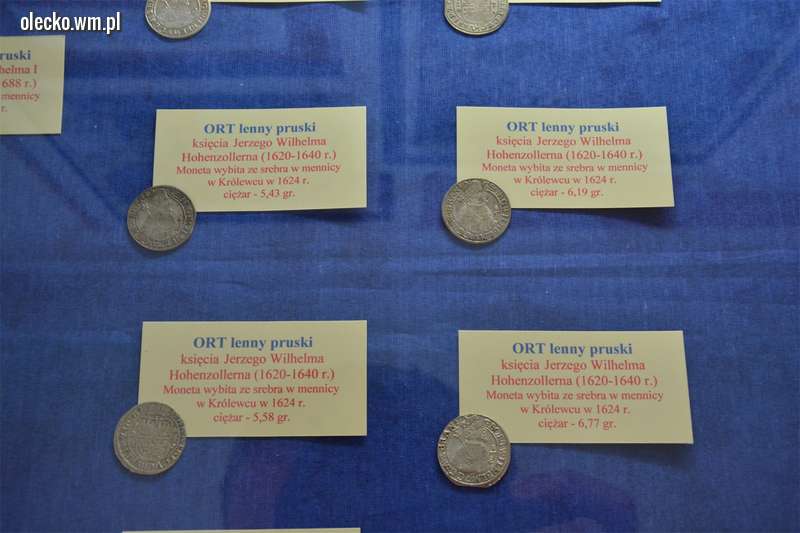 olecko.wm.pl
ruski
helma I
688 r.)
mennicy
r.
ORT lenny pruski
księcia Jerzego Wilhelma
Hohenzollerna (1620-1640 r.)
Moneta wybita ze srebra w mennicy
w Królewcu w 1624 r.
ciężar - 5,43 gr.
ORT lenny pruski
księcia Jerzego Wilhelma
Hohenzollerna (1620-1640 r.)
Moneta wybita ze srebra w mennicy
w Królewcu w 1624 r.
ciężar - 6,19 gr.
ORT lenny pruski
księcia Jerzego Wilhelma
Hohenzollerna (1620-1640 r.)
Moneta wybita ze srebra w mennicy
w Królewcu w 1624 r.
ciężar - 5,58 gr.
ORT lenny pruski
księcia Jerzego Wilhelma
Hohenzollerna (1620-1640 r.)
Moneta wybita ze srebra w mennicy
w Królewcu w 1624 r.
ciężar - 6,77 gr.